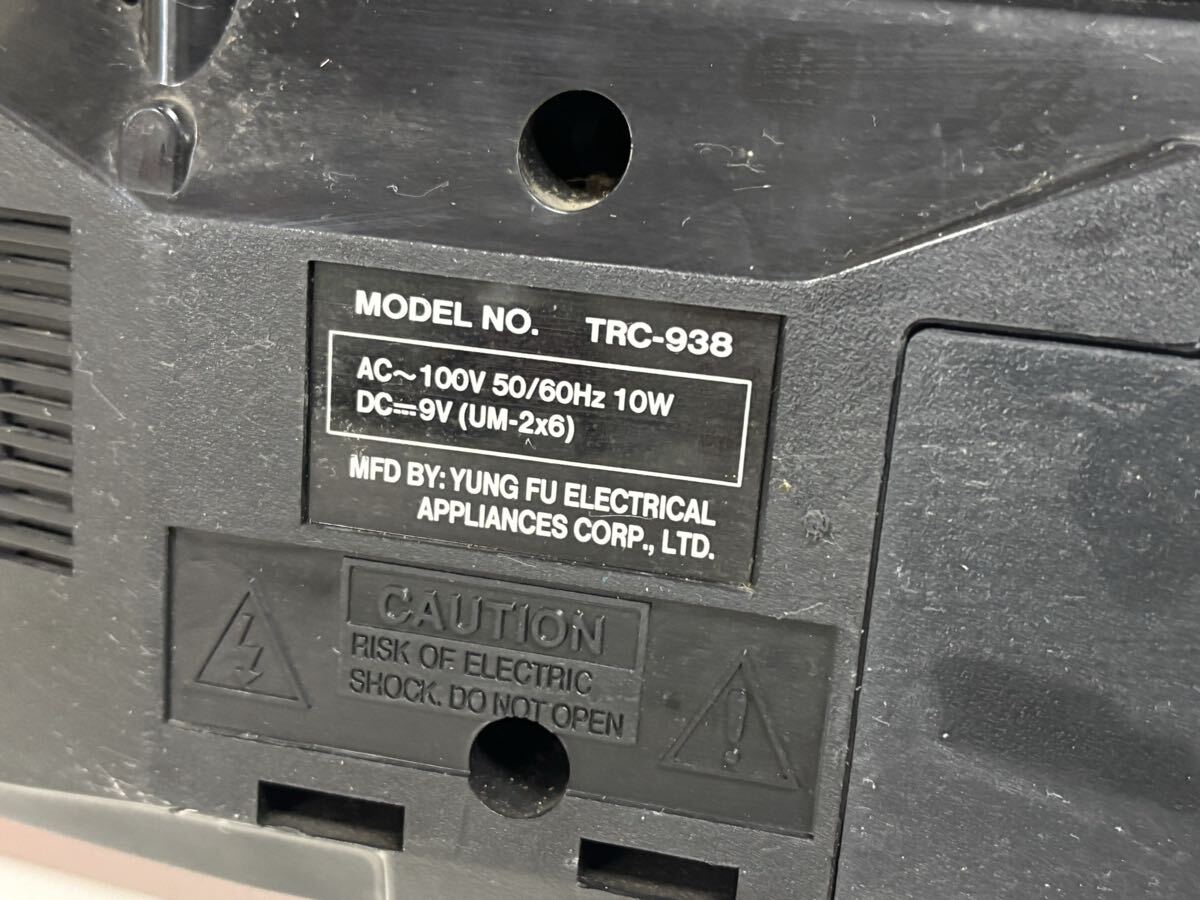 MODEL NO. TRC-938
AC～100V 50/60Hz 10W
DC⎓9V (UM-2x6)
MFD BY: YUNG FU ELECTRICAL
APPLIANCES CORP., LTD.
CAUTION
RISK OF ELECTRIC
SHOCK. DO NOT OPEN